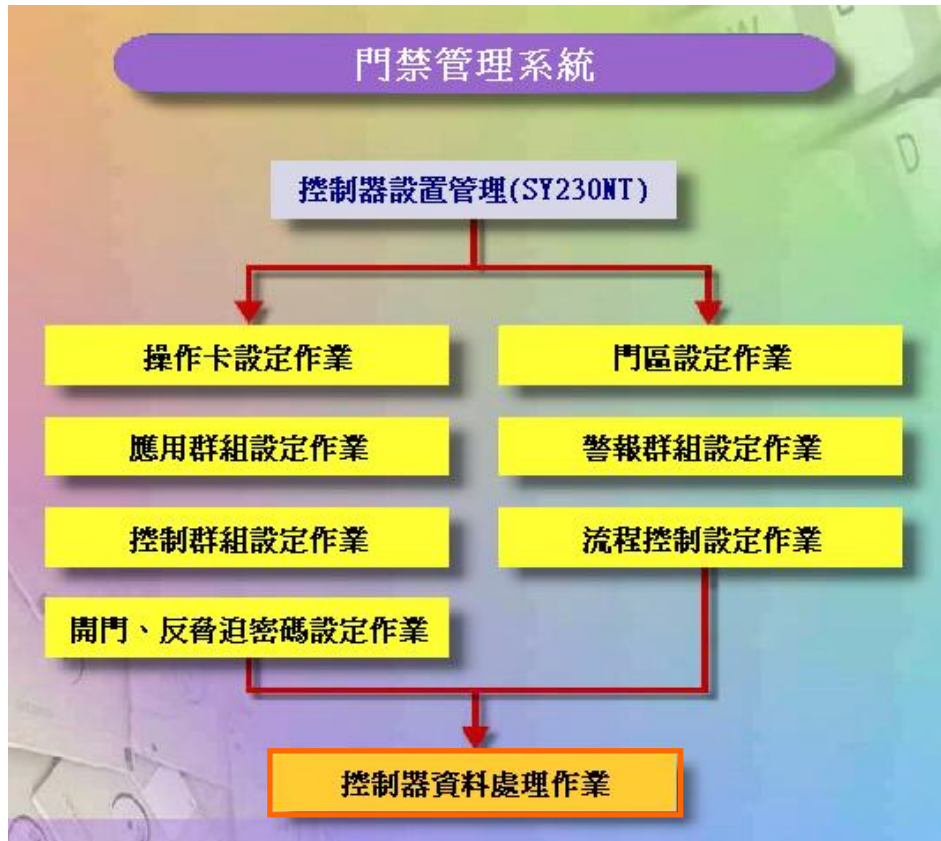 門禁管理系統
控制器設置管理(SY230NT)
操作卡設定作業
門區設定作業
應用群組設定作業
警報群組設定作業
控制群組設定作業
流程控制設定作業
開門、反脅迫密碼設定作業
控制器資料處理作業